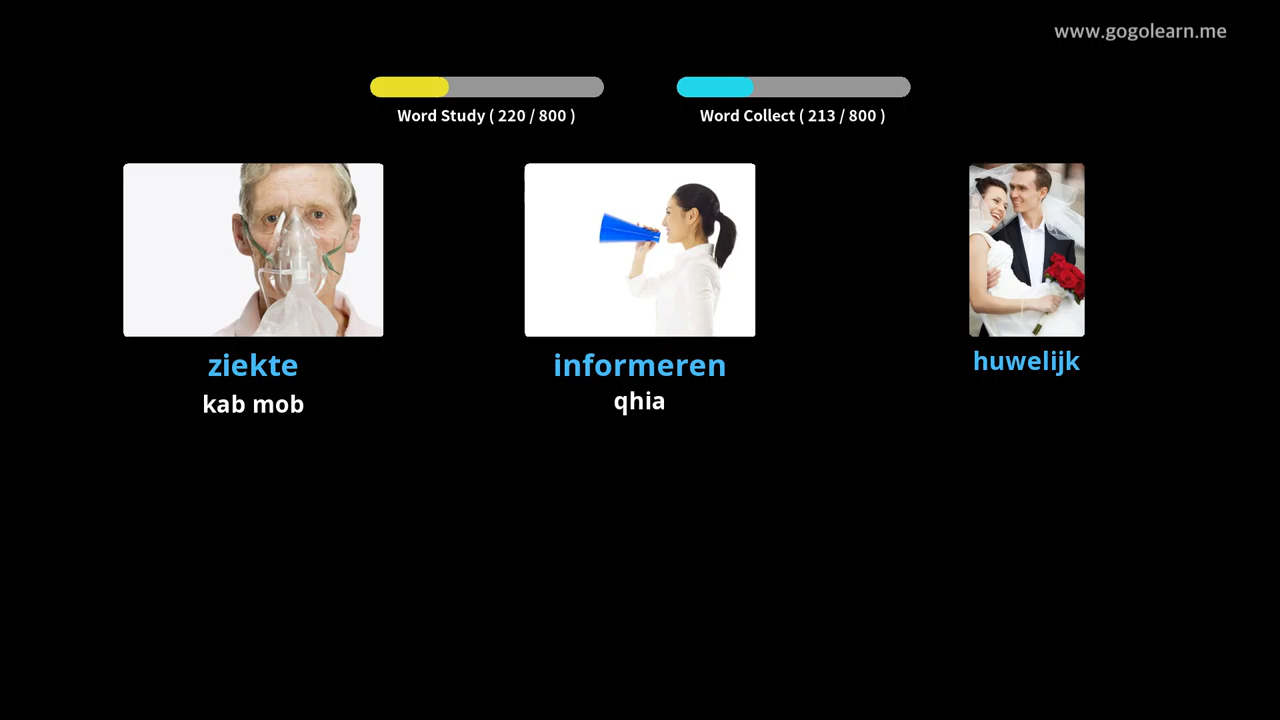 www.gogolearn.me
Word Study ( 220 / 800 )
Word Collect ( 213 / 800 )
ziekte
kab mob
informeren
qhia
huwelijk